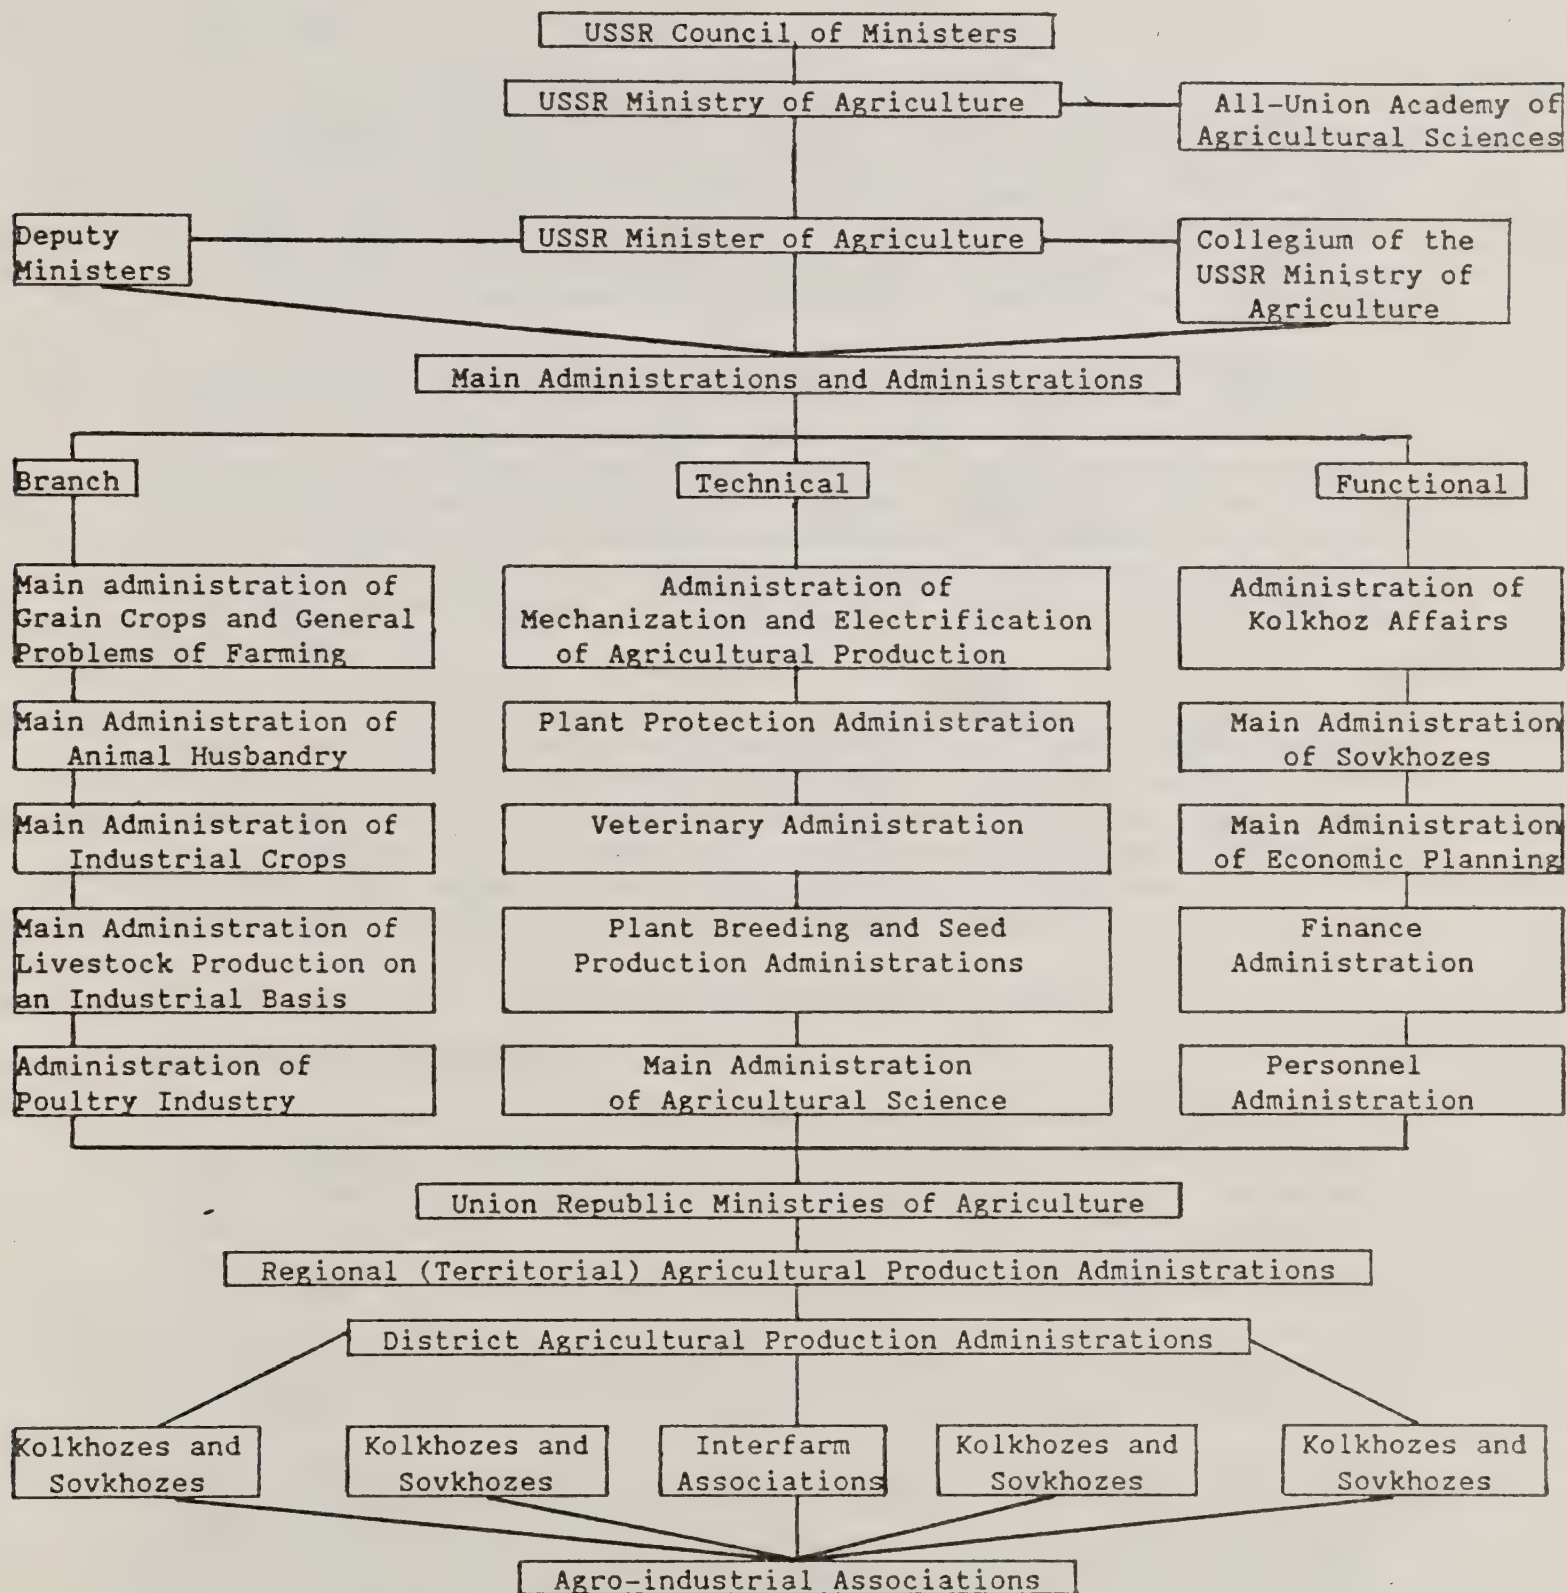 USSR Council of Ministers
USSR Ministry of Agriculture
All-Union Academy of
Agricultural Sciences
Deputy
Ministers
USSR Minister of Agriculture
Collegium of the
USSR Ministry of
Agriculture
Main Administrations and Administrations
Branch
Technical
Functional
Main administration of
Grain Crops and General
Problems of Farming
Administration of
Mechanization and Electrification
of Agricultural Production
Administration of
Kolkhoz Affairs
Main Administration of
Animal Husbandry
Plant Protection Administration
Main Administration
of Sovkhozes
Main Administration of
Industrial Crops
Veterinary Administration
Main Administration
of Economic Planning
Main Administration of
Livestock Production on
an Industrial Basis
Plant Breeding and Seed
Production Administrations
Finance
Administration
Administration of
Poultry Industry
Main Administration
of Agricultural Science
Personnel
Administration
Union Republic Ministries of Agriculture
Regional (Territorial) Agricultural Production Administrations
District Agricultural Production Administrations
Kolkhozes and
Sovkhozes
Kolkhozes and
Sovkhozes
Interfarm
Associations
Kolkhozes and
Sovkhozes
Kolkhozes and
Sovkhozes
Agro-industrial Associations